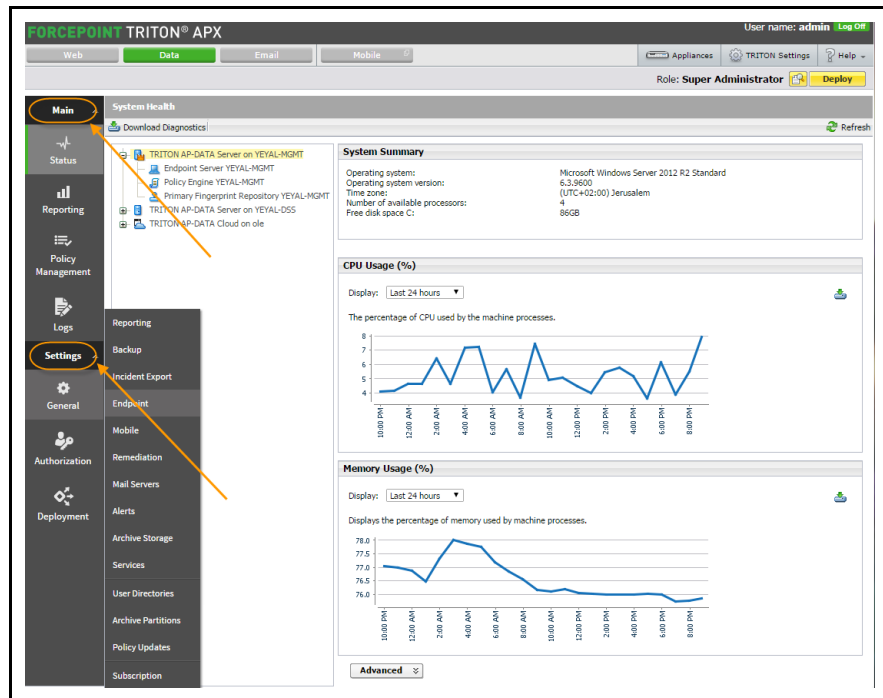 FORCEPOINT TRITON® APX
User name: admin Log Off
Web Data Email Mobile
Appliances TRITON Settings Help
Role: Super Administrator Deploy
Main
System Health
Download Diagnostics
Refresh
Status
Reporting
Policy
Management
Logs
Settings
General
Authorization
Deployment
TRITON AP-DATA Server on YEYAL-MGMT
Endpoint Server YEYAL-MGMT
Policy Engine YEYAL-MGMT
Primary Fingerprint Repository YEYAL-MGMT
TRITON AP-DATA Server on YEYAL-DSS
TRITON AP-DATA Cloud on ole
Reporting
Backup
Incident Export
Endpoint
Mobile
Remediation
Mail Servers
Alerts
Archive Storage
Services
User Directories
Archive Partitions
Policy Updates
Subscription
System Summary
Operating system: Microsoft Windows Server 2012 R2 Standard
Operating system version: 6.3.9600
Time zone: (UTC+02:00) Jerusalem
Number of available processors: 4
Free disk space C: 86GB
CPU Usage (%)
Display: Last 24 hours
The percentage of CPU used by the machine processes.
8
7
6
5
4
10:00 PM 12:00 AM 2:00 AM 4:00 AM 6:00 AM 8:00 AM 10:00 AM 12:00 PM 2:00 PM 4:00 PM 6:00 PM 8:00 PM
Memory Usage (%)
Display: Last 24 hours
Displays the percentage of memory used by machine processes.
78.0
77.5
77.0
76.5
76.0
10:00 PM 12:00 AM 2:00 AM 4:00 AM 6:00 AM 8:00 AM 10:00 AM 12:00 PM 2:00 PM 4:00 PM 6:00 PM 8:00 PM
Advanced